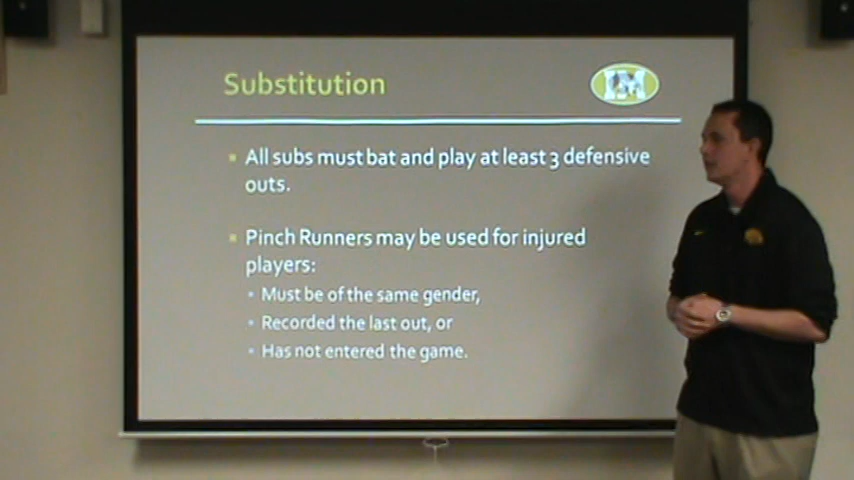 Substitution
All subs must bat and play at least 3 defensive
outs.
Pinch Runners may be used for injured
players:
Must be of the same gender,
Recorded the last out, or
Has not entered the game.